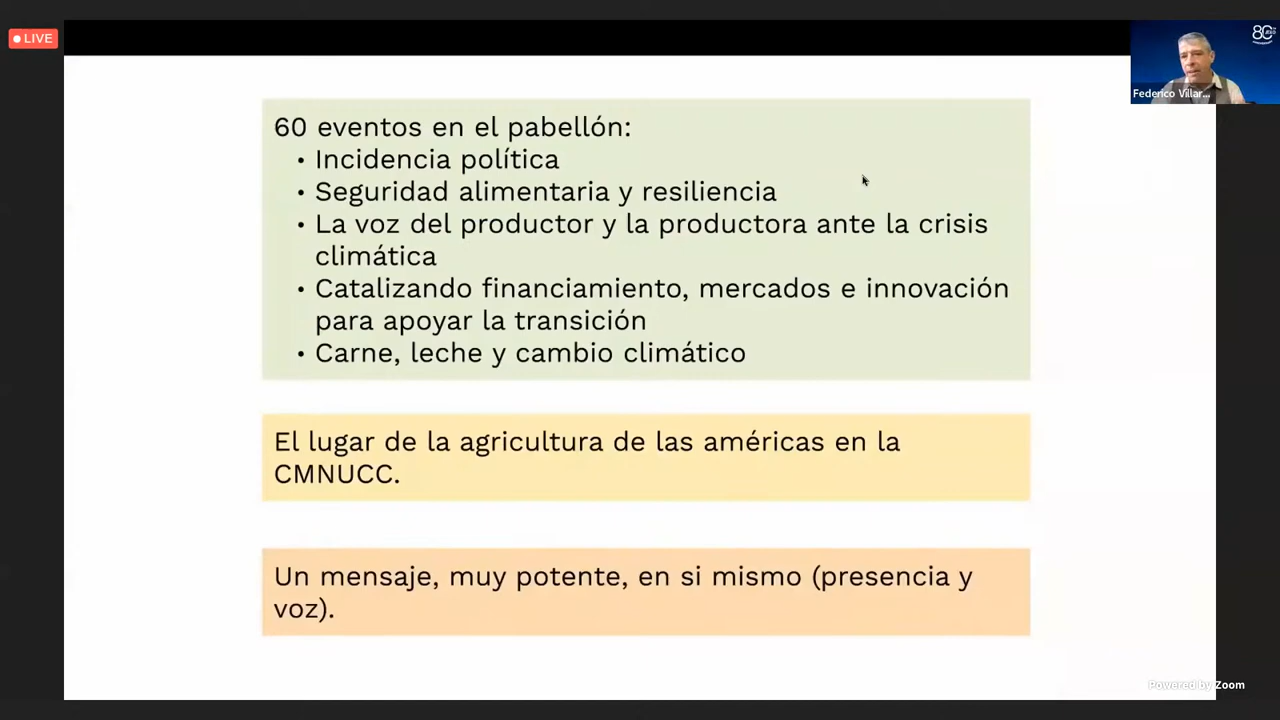 LIVE
80
Federico Villar...
60 eventos en el pabellón:
• Incidencia política
• Seguridad alimentaria y resiliencia
• La voz del productor y la productora ante la crisis
climática
• Catalizando financiamiento, mercados e innovación
para apoyar la transición
• Carne, leche y cambio climático
El lugar de la agricultura de las américas en la
CMNUCC.
Un mensaje, muy potente, en si mismo (presencia y
voz).
Powered by Zoom